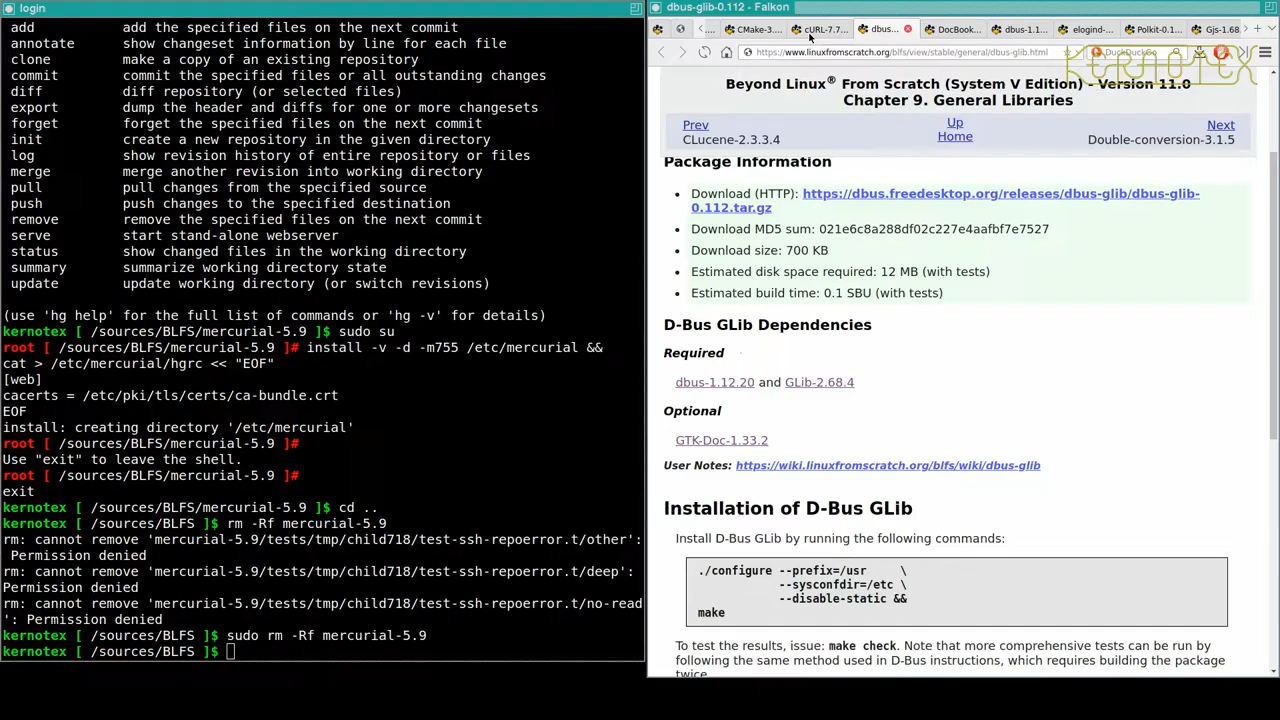 login
add           add the specified files on the next commit
annotate      show changeset information by line for each file
clone         make a copy of an existing repository
commit        commit the specified files or all outstanding changes
diff          diff repository (or selected files)
export        dump the header and diffs for one or more changesets
forget        forget the specified files on the next commit
init          create a new repository in the given directory
log           show revision history of entire repository or files
merge         merge another revision into working directory
pull          pull changes from the specified source
push          push changes to the specified destination
remove        remove the specified files on the next commit
serve         start stand-alone webserver
status        show changed files in the working directory
summary       summarize working directory state
update        update working directory (or switch revisions)
(use 'hg help' for the full list of commands or 'hg -v' for details)
kernotex [ /sources/BLFS/mercurial-5.9 ]$ sudo su
root [ /sources/BLFS/mercurial-5.9 ]# install -v -d -m755 /etc/mercurial &&
cat > /etc/mercurial/hgrc << "EOF"
[web]
cacerts = /etc/pki/tls/certs/ca-bundle.crt
EOF
install: creating directory '/etc/mercurial'
root [ /sources/BLFS/mercurial-5.9 ]#
Use "exit" to leave the shell.
root [ /sources/BLFS/mercurial-5.9 ]#
exit
kernotex [ /sources/BLFS/mercurial-5.9 ]$ cd ..
kernotex [ /sources/BLFS ]$ rm -Rf mercurial-5.9
rm: cannot remove 'mercurial-5.9/tests/tmp/child718/test-ssh-repoerror.t/other':
Permission denied
rm: cannot remove 'mercurial-5.9/tests/tmp/child718/test-ssh-repoerror.t/deep':
Permission denied
rm: cannot remove 'mercurial-5.9/tests/tmp/child718/test-ssh-repoerror.t/no-read
': Permission denied
kernotex [ /sources/BLFS ]$ sudo rm -Rf mercurial-5.9
kernotex [ /sources/BLFS ]$
dbus-glib-0.112 - Falkon
.... CMake-3.... cURL-7.7... dbus... DocBook... dbus-1.1... elogind-... Polkit-0.1... Gjs-1.68
https://www.linuxfromscratch.org/blfs/view/stable/general/dbus-glib.html DuckDuckGo
KERNOTEX
Beyond Linux® From Scratch (System V Edition) - Version 11.0
Chapter 9. General Libraries
Prev Up Next
CLucene-2.3.3.4 Home Double-conversion-3.1.5
Package Information
• Download (HTTP): https://dbus.freedesktop.org/releases/dbus-glib/dbus-glib-
0.112.tar.gz
• Download MD5 sum: 021e6c8a288df02c227e4aafbf7e7527
• Download size: 700 KB
• Estimated disk space required: 12 MB (with tests)
• Estimated build time: 0.1 SBU (with tests)
D-Bus GLib Dependencies
Required
dbus-1.12.20 and GLib-2.68.4
Optional
GTK-Doc-1.33.2
User Notes: https://wiki.linuxfromscratch.org/blfs/wiki/dbus-glib
Installation of D-Bus GLib
Install D-Bus GLib by running the following commands:
./configure --prefix=/usr     \
--sysconfdir=/etc \
--disable-static &&
make
To test the results, issue: make check. Note that more comprehensive tests can be run by
following the same method used in D-Bus instructions, which requires building the package
twice.